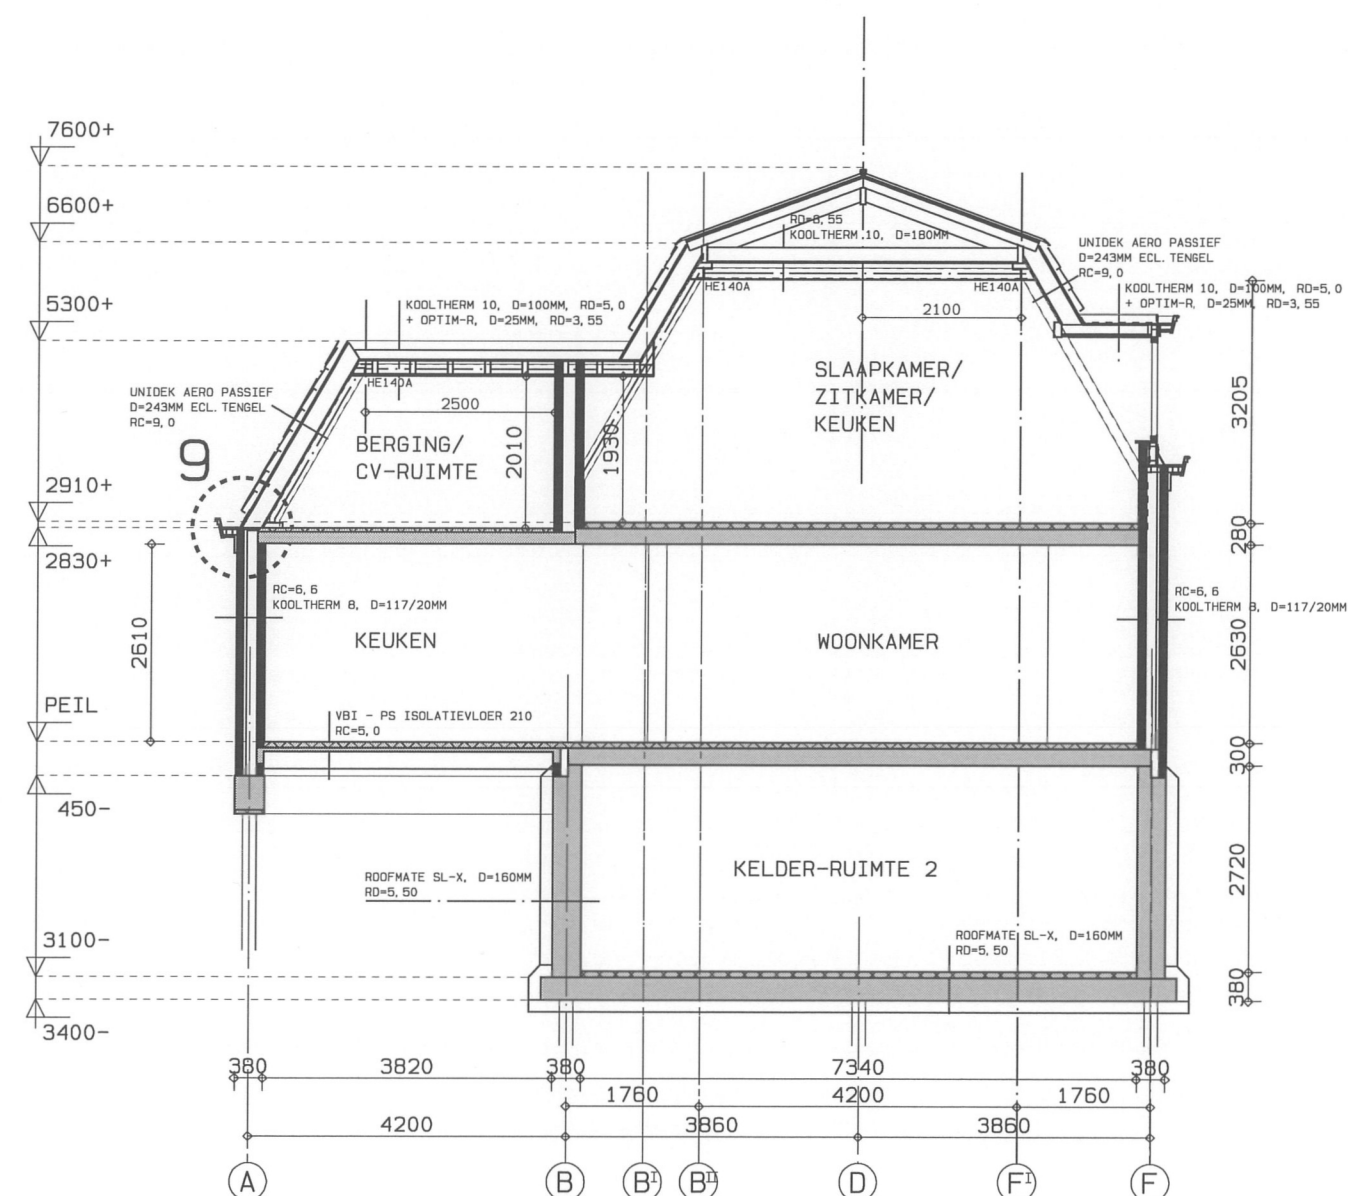 7600+
6600+
RD=8,55
KOOLTHERM 10, D=180MM
UNIDEK AERO PASSIEF
D=243MM ECL. TENGEL
RC=9,0
5300+
KOOLTHERM 10, D=100MM, RD=5,0
+ OPTIM-R, D=25MM, RD=3,55
HE140A
HE140A
KOOLTHERM 10, D=100MM, RD=5,0
+ OPTIM-R, D=25MM, RD=3,55
2100
UNIDEK AERO PASSIEF
D=243MM ECL. TENGEL
RC=9,0
HE140A
2500
SLAAPKAMER/
ZITKAMER/
KEUKEN
3205
9
BERGING/
CV-RUIMTE
2010
1930
2910+
2830+
280
RC=6,6
KOOLTHERM 8, D=117/20MM
RC=6,6
KOOLTHERM 8, D=117/20MM
2610
KEUKEN
WOONKAMER
2630
PEIL
VBI - PS ISOLATIEVLOER 210
RC=5,0
300
450-
ROOFMATE SL-X, D=160MM
RD=5,50
KELDER-RUIMTE 2
2720
3100-
ROOFMATE SL-X, D=160MM
RD=5,50
380
3400-
380
3820
380
7340
380
1760
4200
1760
4200
3860
3860
A
B
BI
BII
D
FI
F